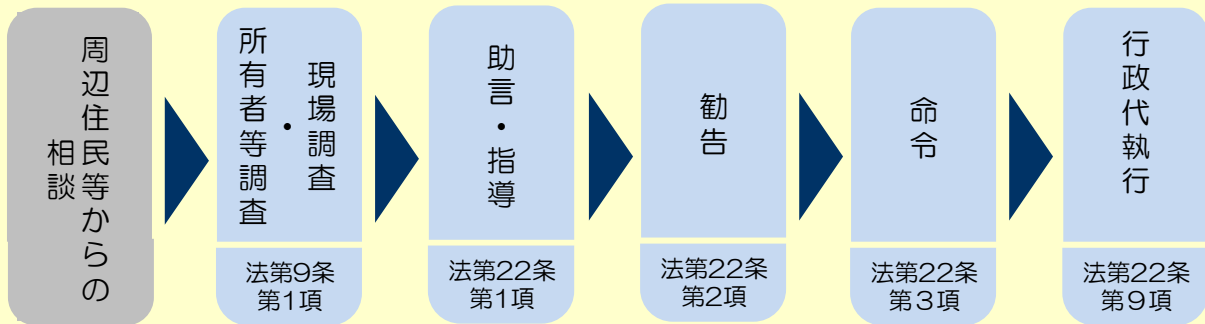 周辺住民等からの
相談
現場調査
・
所有者等調査
法第9条
第1項
助言・指導
法第22条
第1項
勧告
法第22条
第2項
命令
法第22条
第3項
行政代執行
法第22条
第9項